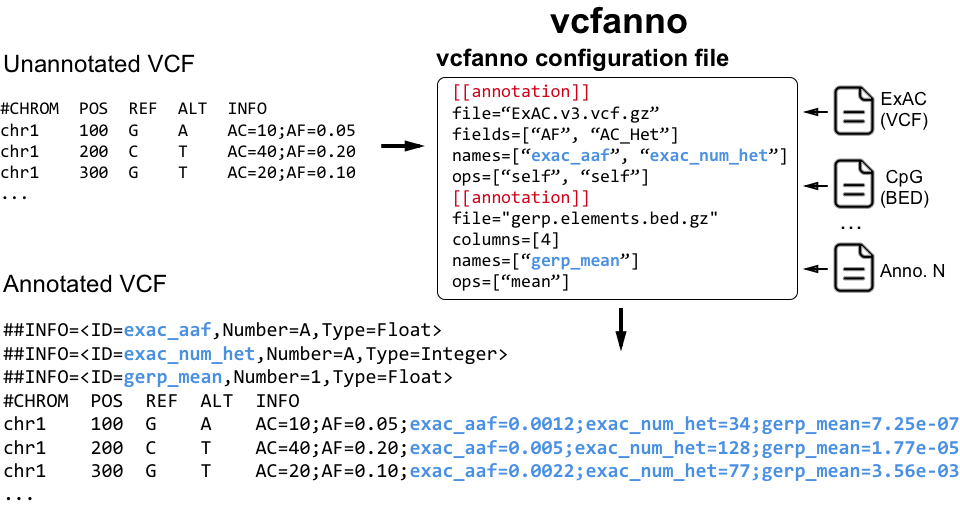 vcfanno
Unannotated VCF
#CHROM POS REF ALT INFO
chr1 100 G A AC=10;AF=0.05
chr1 200 C T AC=40;AF=0.20
chr1 300 G T AC=20;AF=0.10
...
vcfanno configuration file
[[annotation]]
file=“ExAC.v3.vcf.gz”
fields=[“AF”, “AC_Het”]
names=[“exac_aaf”, “exac_num_het”]
ops=[“self”, “self”]
[[annotation]]
file="gerp.elements.bed.gz"
columns=[4]
names=[“gerp_mean”]
ops=[“mean”]
ExAC
(VCF)
CpG
(BED)
...
Anno. N
Annotated VCF
##INFO=<ID=exac_aaf,Number=A,Type=Float>
##INFO=<ID=exac_num_het,Number=A,Type=Integer>
##INFO=<ID=gerp_mean,Number=1,Type=Float>
#CHROM POS REF ALT INFO
chr1 100 G A AC=10;AF=0.05;exac_aaf=0.0012;exac_num_het=34;gerp_mean=7.25e-07
chr1 200 C T AC=40;AF=0.20;exac_aaf=0.005;exac_num_het=128;gerp_mean=1.77e-05
chr1 300 G T AC=20;AF=0.10;exac_aaf=0.0022;exac_num_het=77;gerp_mean=3.56e-03
...